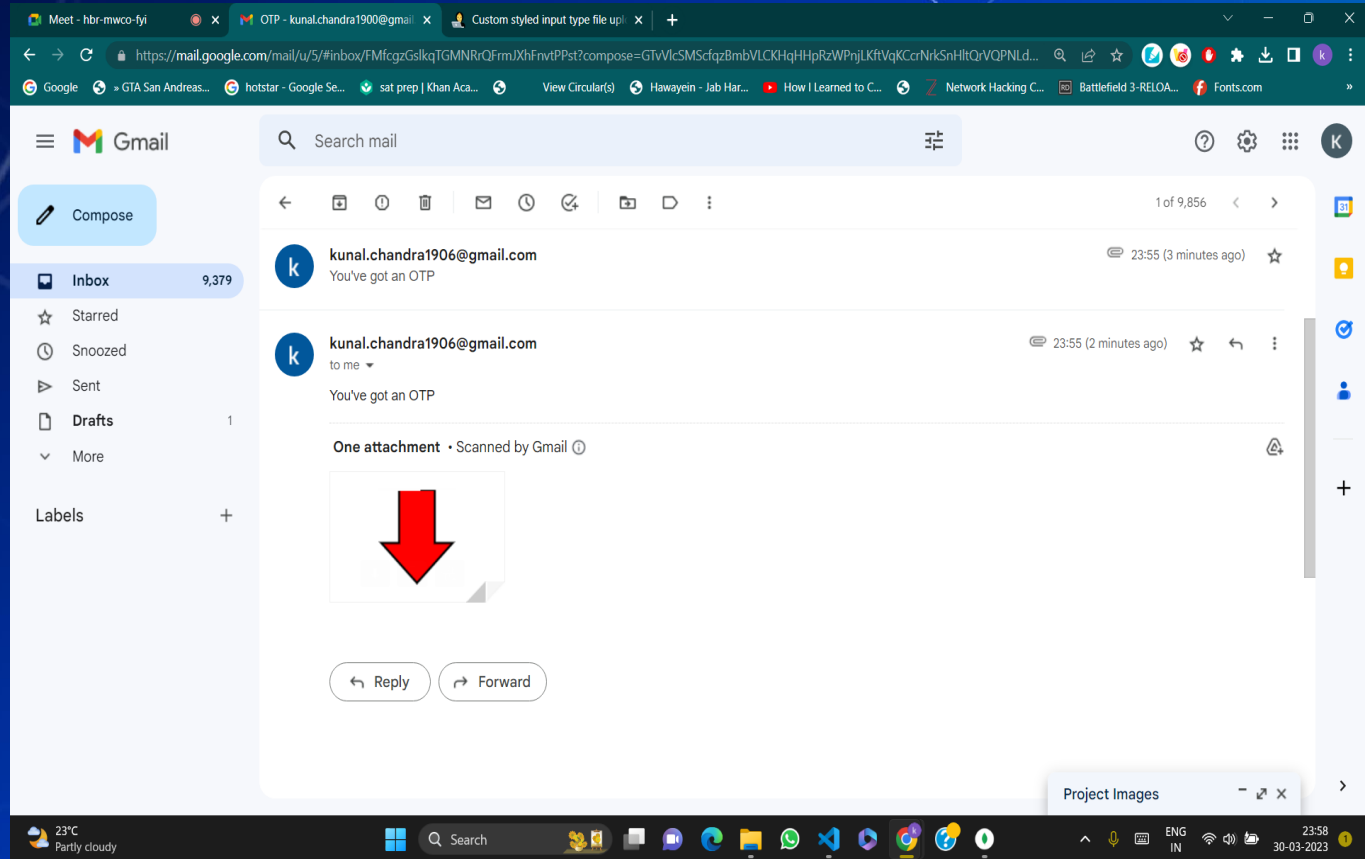 Meet - hbr-mwco-fyi
OTP - kunal.chandra1900@gmail
Custom styled input type file upl
https://mail.google.com/mail/u/5/#inbox/FMfcgzGslkqTGMNRrQFrmJXhFnvtPPst?compose=GTvVlcSMScfqzBmbVLCKHqHHpRzWPnjLKftVqKCcrNrkSnHltQrVQPNLd...
Google
» GTA San Andreas...
hotstar - Google Se...
sat prep | Khan Aca...
View Circular(s)
Hawayein - Jab Har...
How I Learned to C...
Network Hacking C...
Battlefield 3-RELOA...
Fonts.com
»
Gmail
Search mail
K
Compose
1 of 9,856
31
Inbox 9,379
Starred
Snoozed
Sent
Drafts 1
More
Labels
k
kunal.chandra1906@gmail.com
23:55 (3 minutes ago)
You've got an OTP
k
kunal.chandra1906@gmail.com
23:55 (2 minutes ago)
to me
You've got an OTP
One attachment • Scanned by Gmail
Reply
Forward
Project Images
23°C
Partly cloudy
Search
ENG
IN
23:58
30-03-2023
1